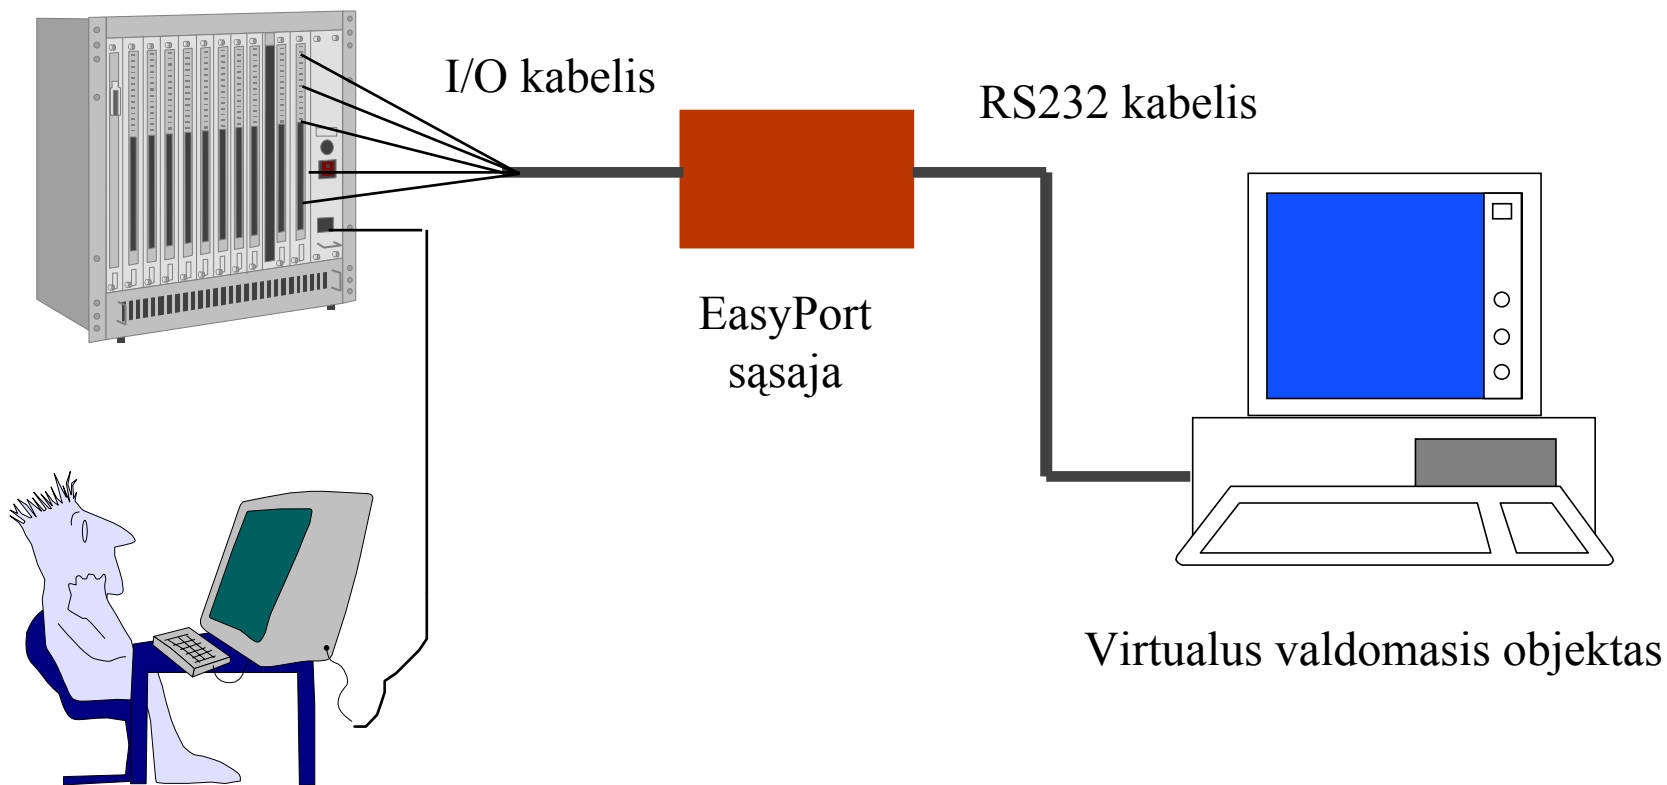 I/O kabelis
RS232 kabelis
EasyPort
sąsaja
Virtualus valdomasis objektas